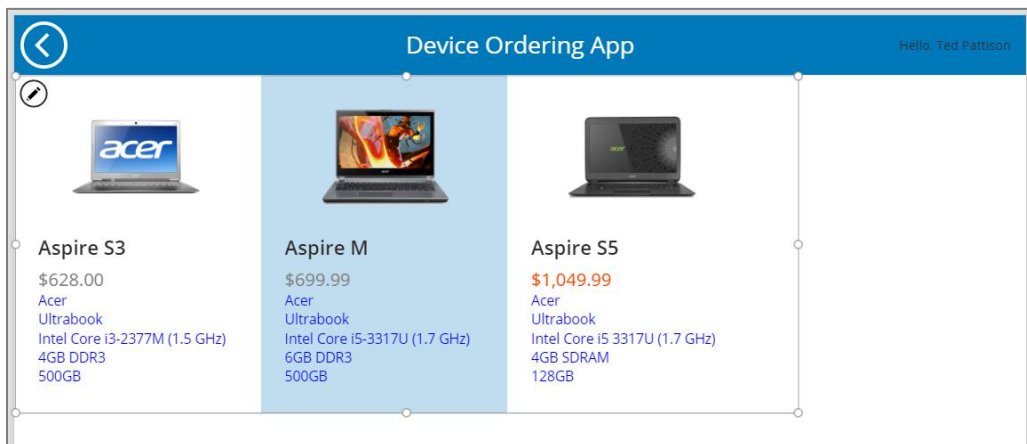 Device Ordering App
Hello, Ted Pattison
acer
Aspire S3
$628.00
Acer
Ultrabook
Intel Core i3-2377M (1.5 GHz)
4GB DDR3
500GB
Aspire M
$699.99
Acer
Ultrabook
Intel Core i5-3317U (1.7 GHz)
6GB DDR3
500GB
acer
Aspire S5
$1,049.99
Acer
Ultrabook
Intel Core i5 3317U (1.7 GHz)
4GB SDRAM
128GB